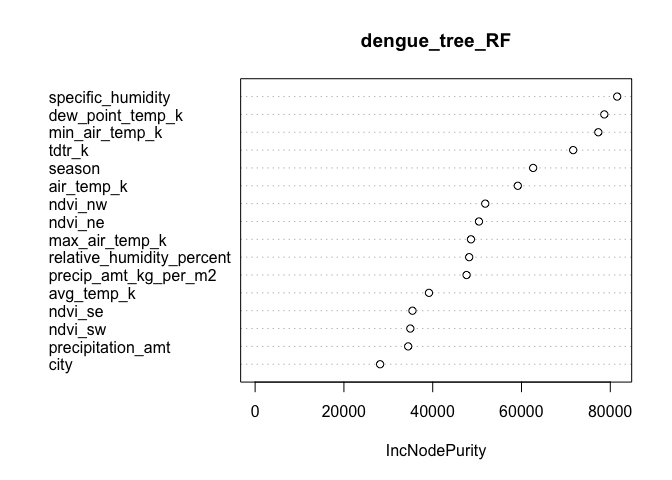 dengue_tree_RF
specific_humidity
dew_point_temp_k
min_air_temp_k
tdtr_k
season
air_temp_k
ndvi_nw
ndvi_ne
max_air_temp_k
relative_humidity_percent
precip_amt_kg_per_m2
avg_temp_k
ndvi_se
ndvi_sw
precipitation_amt
city
0 20000 40000 60000 80000
IncNodePurity